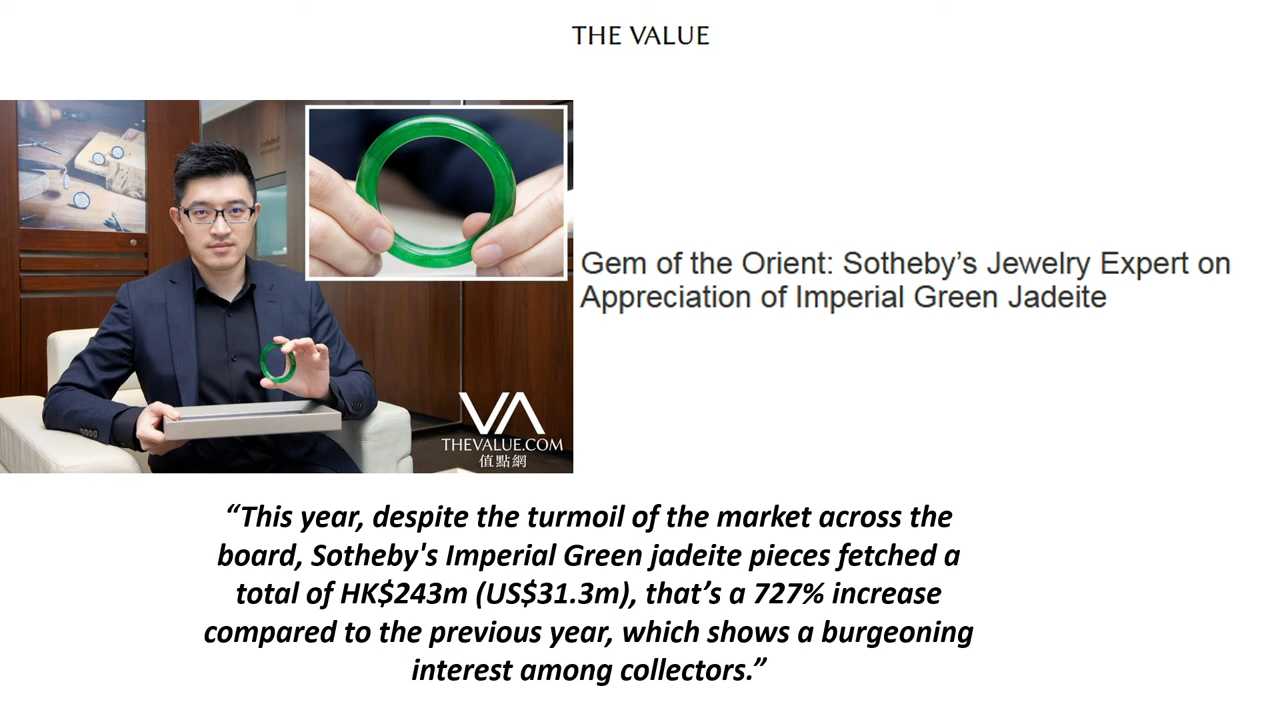 THE VALUE
Gem of the Orient: Sotheby’s Jewelry Expert on
Appreciation of Imperial Green Jadeite
VA
THEVALUE.COM
值點網
“This year, despite the turmoil of the market across the
board, Sotheby's Imperial Green jadeite pieces fetched a
total of HK$243m (US$31.3m), that’s a 727% increase
compared to the previous year, which shows a burgeoning
interest among collectors.”